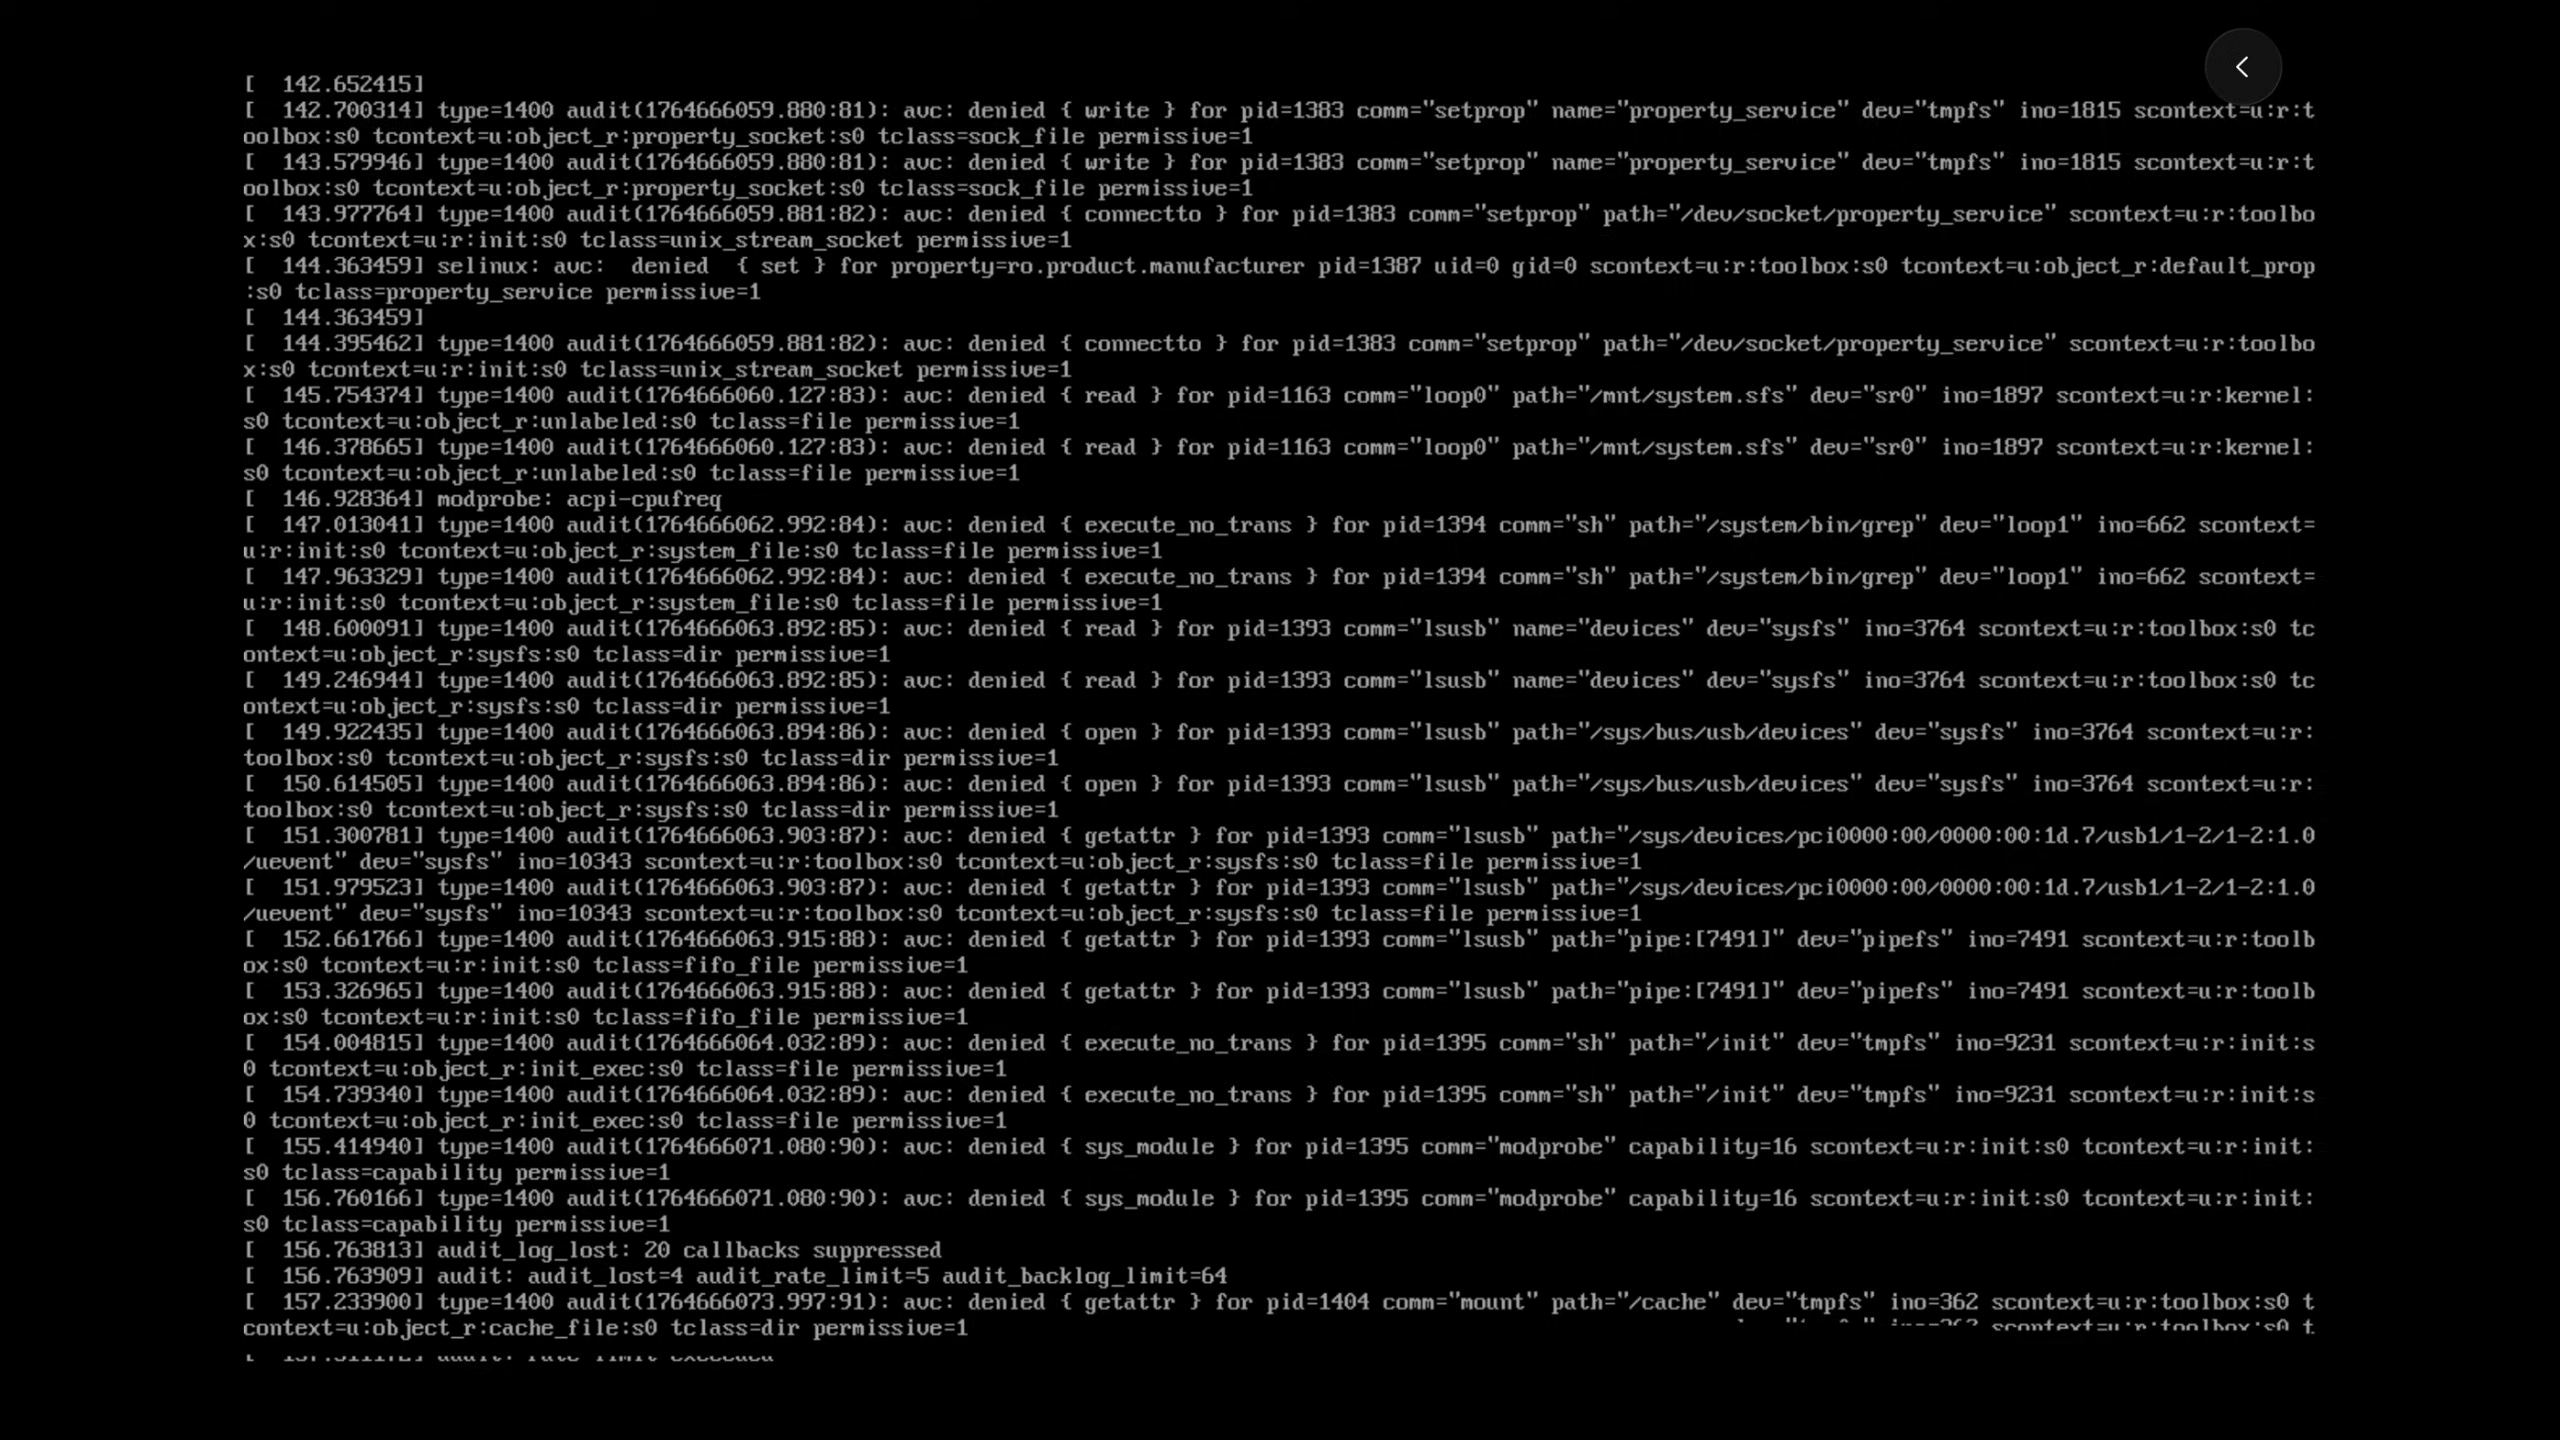 [  142.652415]
[  142.700314] type=1400 audit(1764666059.880:81): avc: denied { write } for pid=1383 comm="setprop" name="property_service" dev="tmpfs" ino=1815 scontext=u:r:t
oolbox:s0 tcontext=u:object_r:property_socket:s0 tclass=sock_file permissive=1
[  143.579946] type=1400 audit(1764666059.880:81): avc: denied { write } for pid=1383 comm="setprop" name="property_service" dev="tmpfs" ino=1815 scontext=u:r:t
oolbox:s0 tcontext=u:object_r:property_socket:s0 tclass=sock_file permissive=1
[  143.977764] type=1400 audit(1764666059.881:82): avc: denied { connectto } for pid=1383 comm="setprop" path="/dev/socket/property_service" scontext=u:r:toolbo
x:s0 tcontext=u:r:init:s0 tclass=unix_stream_socket permissive=1
[  144.363459] selinux: avc:  denied  { set } for property=ro.product.manufacturer pid=1387 uid=0 gid=0 scontext=u:r:toolbox:s0 tcontext=u:object_r:default_prop
:s0 tclass=property_service permissive=1
[  144.363459]
[  144.395462] type=1400 audit(1764666059.881:82): avc: denied { connectto } for pid=1383 comm="setprop" path="/dev/socket/property_service" scontext=u:r:toolbo
x:s0 tcontext=u:r:init:s0 tclass=unix_stream_socket permissive=1
[  145.754374] type=1400 audit(1764666060.127:83): avc: denied { read } for pid=1163 comm="loop0" path="/mnt/system.sfs" dev="sr0" ino=1897 scontext=u:r:kernel:
s0 tcontext=u:object_r:unlabeled:s0 tclass=file permissive=1
[  146.378665] type=1400 audit(1764666060.127:83): avc: denied { read } for pid=1163 comm="loop0" path="/mnt/system.sfs" dev="sr0" ino=1897 scontext=u:r:kernel:
s0 tcontext=u:object_r:unlabeled:s0 tclass=file permissive=1
[  146.928364] modprobe: acpi-cpufreq
[  147.013041] type=1400 audit(1764666062.992:84): avc: denied { execute_no_trans } for pid=1394 comm="sh" path="/system/bin/grep" dev="loop1" ino=662 scontext=
u:r:init:s0 tcontext=u:object_r:system_file:s0 tclass=file permissive=1
[  147.963329] type=1400 audit(1764666062.992:84): avc: denied { execute_no_trans } for pid=1394 comm="sh" path="/system/bin/grep" dev="loop1" ino=662 scontext=
u:r:init:s0 tcontext=u:object_r:system_file:s0 tclass=file permissive=1
[  148.600091] type=1400 audit(1764666063.892:85): avc: denied { read } for pid=1393 comm="lsusb" name="devices" dev="sysfs" ino=3764 scontext=u:r:toolbox:s0 tc
ontext=u:object_r:sysfs:s0 tclass=dir permissive=1
[  149.246944] type=1400 audit(1764666063.892:85): avc: denied { read } for pid=1393 comm="lsusb" name="devices" dev="sysfs" ino=3764 scontext=u:r:toolbox:s0 tc
ontext=u:object_r:sysfs:s0 tclass=dir permissive=1
[  149.922435] type=1400 audit(1764666063.894:86): avc: denied { open } for pid=1393 comm="lsusb" path="/sys/bus/usb/devices" dev="sysfs" ino=3764 scontext=u:r:
toolbox:s0 tcontext=u:object_r:sysfs:s0 tclass=dir permissive=1
[  150.614505] type=1400 audit(1764666063.894:86): avc: denied { open } for pid=1393 comm="lsusb" path="/sys/bus/usb/devices" dev="sysfs" ino=3764 scontext=u:r:
toolbox:s0 tcontext=u:object_r:sysfs:s0 tclass=dir permissive=1
[  151.300781] type=1400 audit(1764666063.903:87): avc: denied { getattr } for pid=1393 comm="lsusb" path="/sys/devices/pci0000:00/0000:00:1d.7/usb1/1-2/1-2:1.0
/uevent" dev="sysfs" ino=10343 scontext=u:r:toolbox:s0 tcontext=u:object_r:sysfs:s0 tclass=file permissive=1
[  151.979523] type=1400 audit(1764666063.903:87): avc: denied { getattr } for pid=1393 comm="lsusb" path="/sys/devices/pci0000:00/0000:00:1d.7/usb1/1-2/1-2:1.0
/uevent" dev="sysfs" ino=10343 scontext=u:r:toolbox:s0 tcontext=u:object_r:sysfs:s0 tclass=file permissive=1
[  152.661766] type=1400 audit(1764666063.915:88): avc: denied { getattr } for pid=1393 comm="lsusb" path="pipe:[7491]" dev="pipefs" ino=7491 scontext=u:r:toolb
ox:s0 tcontext=u:r:init:s0 tclass=fifo_file permissive=1
[  153.326965] type=1400 audit(1764666063.915:88): avc: denied { getattr } for pid=1393 comm="lsusb" path="pipe:[7491]" dev="pipefs" ino=7491 scontext=u:r:toolb
ox:s0 tcontext=u:r:init:s0 tclass=fifo_file permissive=1
[  154.004815] type=1400 audit(1764666064.032:89): avc: denied { execute_no_trans } for pid=1395 comm="sh" path="/init" dev="tmpfs" ino=9231 scontext=u:r:init:s
0 tcontext=u:object_r:init_exec:s0 tclass=file permissive=1
[  154.739340] type=1400 audit(1764666064.032:89): avc: denied { execute_no_trans } for pid=1395 comm="sh" path="/init" dev="tmpfs" ino=9231 scontext=u:r:init:s
0 tcontext=u:object_r:init_exec:s0 tclass=file permissive=1
[  155.414940] type=1400 audit(1764666071.080:90): avc: denied { sys_module } for pid=1395 comm="modprobe" capability=16 scontext=u:r:init:s0 tcontext=u:r:init:
s0 tclass=capability permissive=1
[  156.760166] type=1400 audit(1764666071.080:90): avc: denied { sys_module } for pid=1395 comm="modprobe" capability=16 scontext=u:r:init:s0 tcontext=u:r:init:
s0 tclass=capability permissive=1
[  156.763813] audit_log_lost: 20 callbacks suppressed
[  156.763909] audit: audit_lost=4 audit_rate_limit=5 audit_backlog_limit=64
[  157.233900] type=1400 audit(1764666073.997:91): avc: denied { getattr } for pid=1404 comm="mount" path="/cache" dev="tmpfs" ino=362 scontext=u:r:toolbox:s0 t
context=u:object_r:cache_file:s0 tclass=dir permissive=1